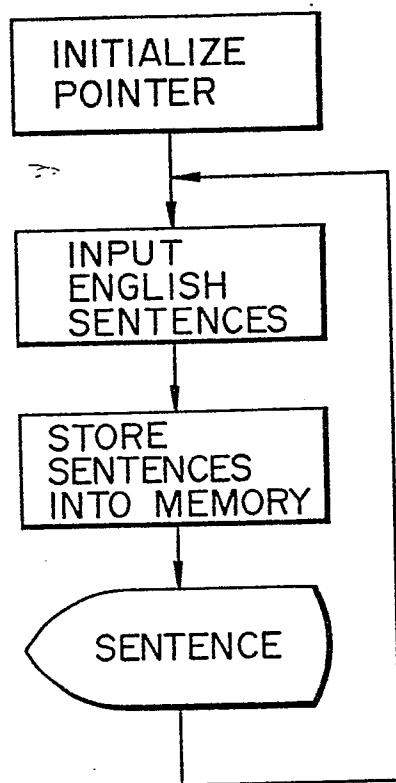 INITIALIZE
POINTER
INPUT
ENGLISH
SENTENCES
STORE
SENTENCES
INTO MEMORY
SENTENCE